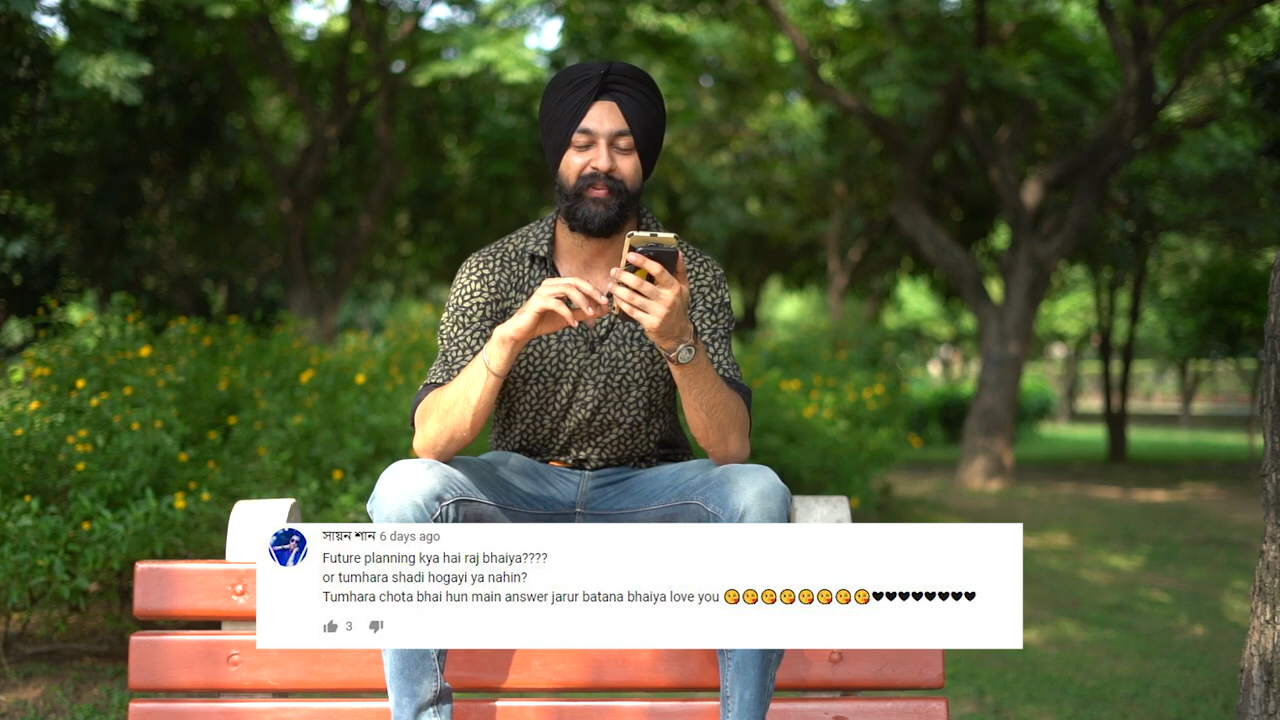 সায়ন শান 6 days ago
Future planning kya hai raj bhaiya????
or tumhara shadi hogayi ya nahin?
Tumhara chota bhai hun main answer jarur batana bhaiya love you 😘😘😘😘😘😘😘😘🖤🖤🖤🖤🖤🖤🖤🖤
3